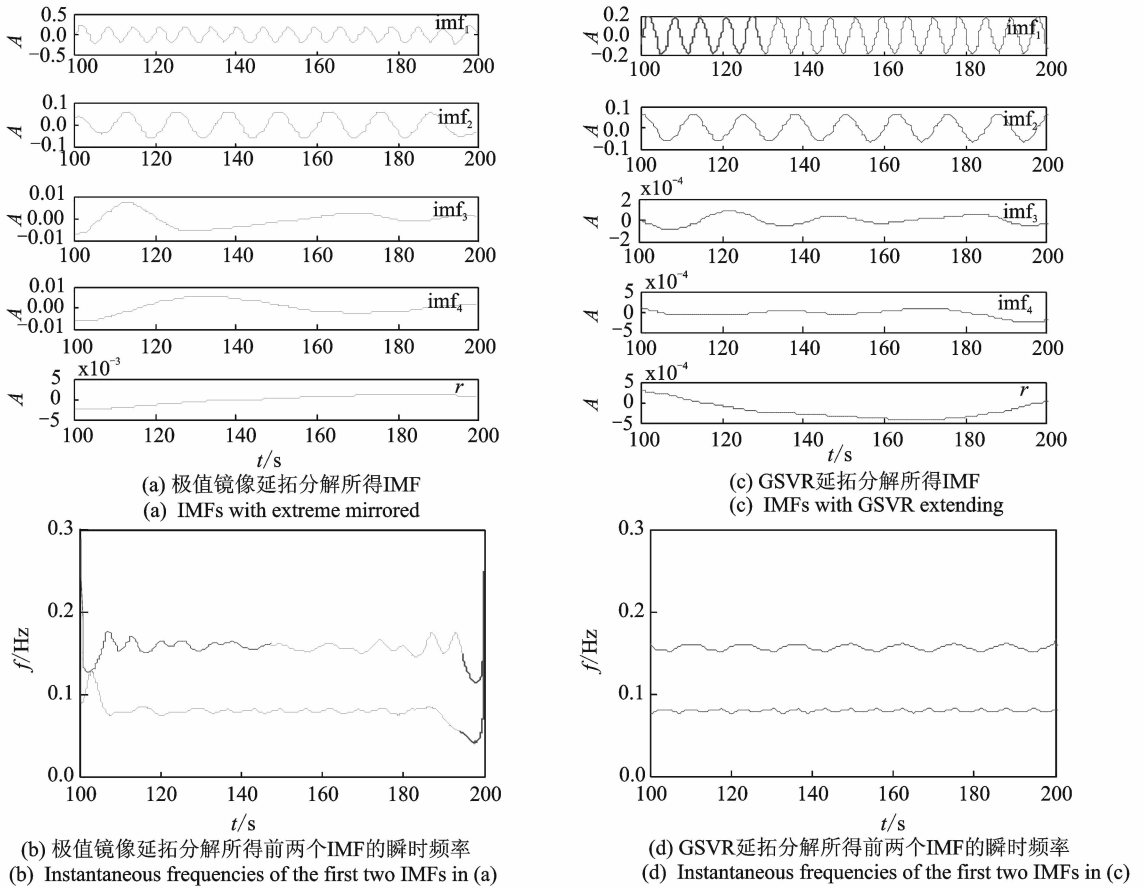 0.5
0.0
−0.5
A
imf₁
100 120 140 160 180 200
0.1
0.0
−0.1
A
imf₂
100 120 140 160 180 200
0.01
0.00
−0.01
A
imf₃
100 120 140 160 180 200
0.01
0.00
−0.01
A
imf₄
100 120 140 160 180 200
x10⁻³
5
0
−5
A
r
100 120 140 160 180 200
t/s
(a) 极值镜像延拓分解所得IMF
(a) IMFs with extreme mirrored
0.2
0.0
−0.2
A
imf₁
100 120 140 160 180 200
0.1
0.0
−0.1
A
imf₂
100 120 140 160 180 200
x10⁻⁴
2
0
−2
A
imf₃
100 120 140 160 180 200
x10⁻⁴
5
0
−5
A
imf₄
100 120 140 160 180 200
x10⁻⁴
5
0
−5
A
r
100 120 140 160 180 200
t/s
(c) GSVR延拓分解所得IMF
(c) IMFs with GSVR extending
0.3
0.2
0.1
0.0
f/Hz
100 120 140 160 180 200
t/s
(b) 极值镜像延拓分解所得前两个IMF的瞬时频率
(b) Instantaneous frequencies of the first two IMFs in (a)
0.3
0.2
0.1
0.0
f/Hz
100 120 140 160 180 200
t/s
(d) GSVR延拓分解所得前两个IMF的瞬时频率
(d) Instantaneous frequencies of the first two IMFs in (c)